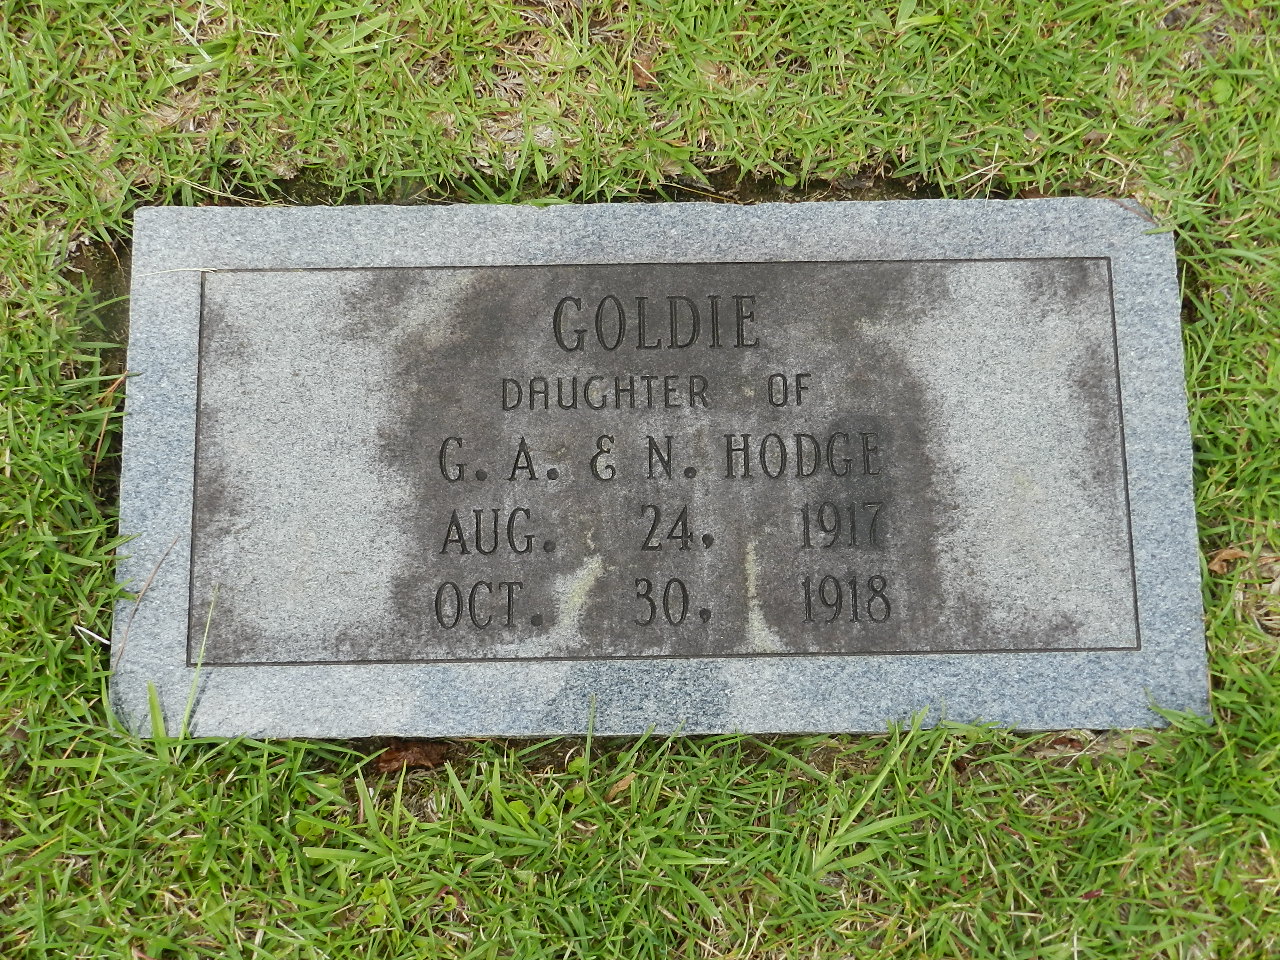 GOLDIE
DAUGHTER OF
G. A. & N. HODGE
AUG. 24, 1917
OCT. 30, 1918